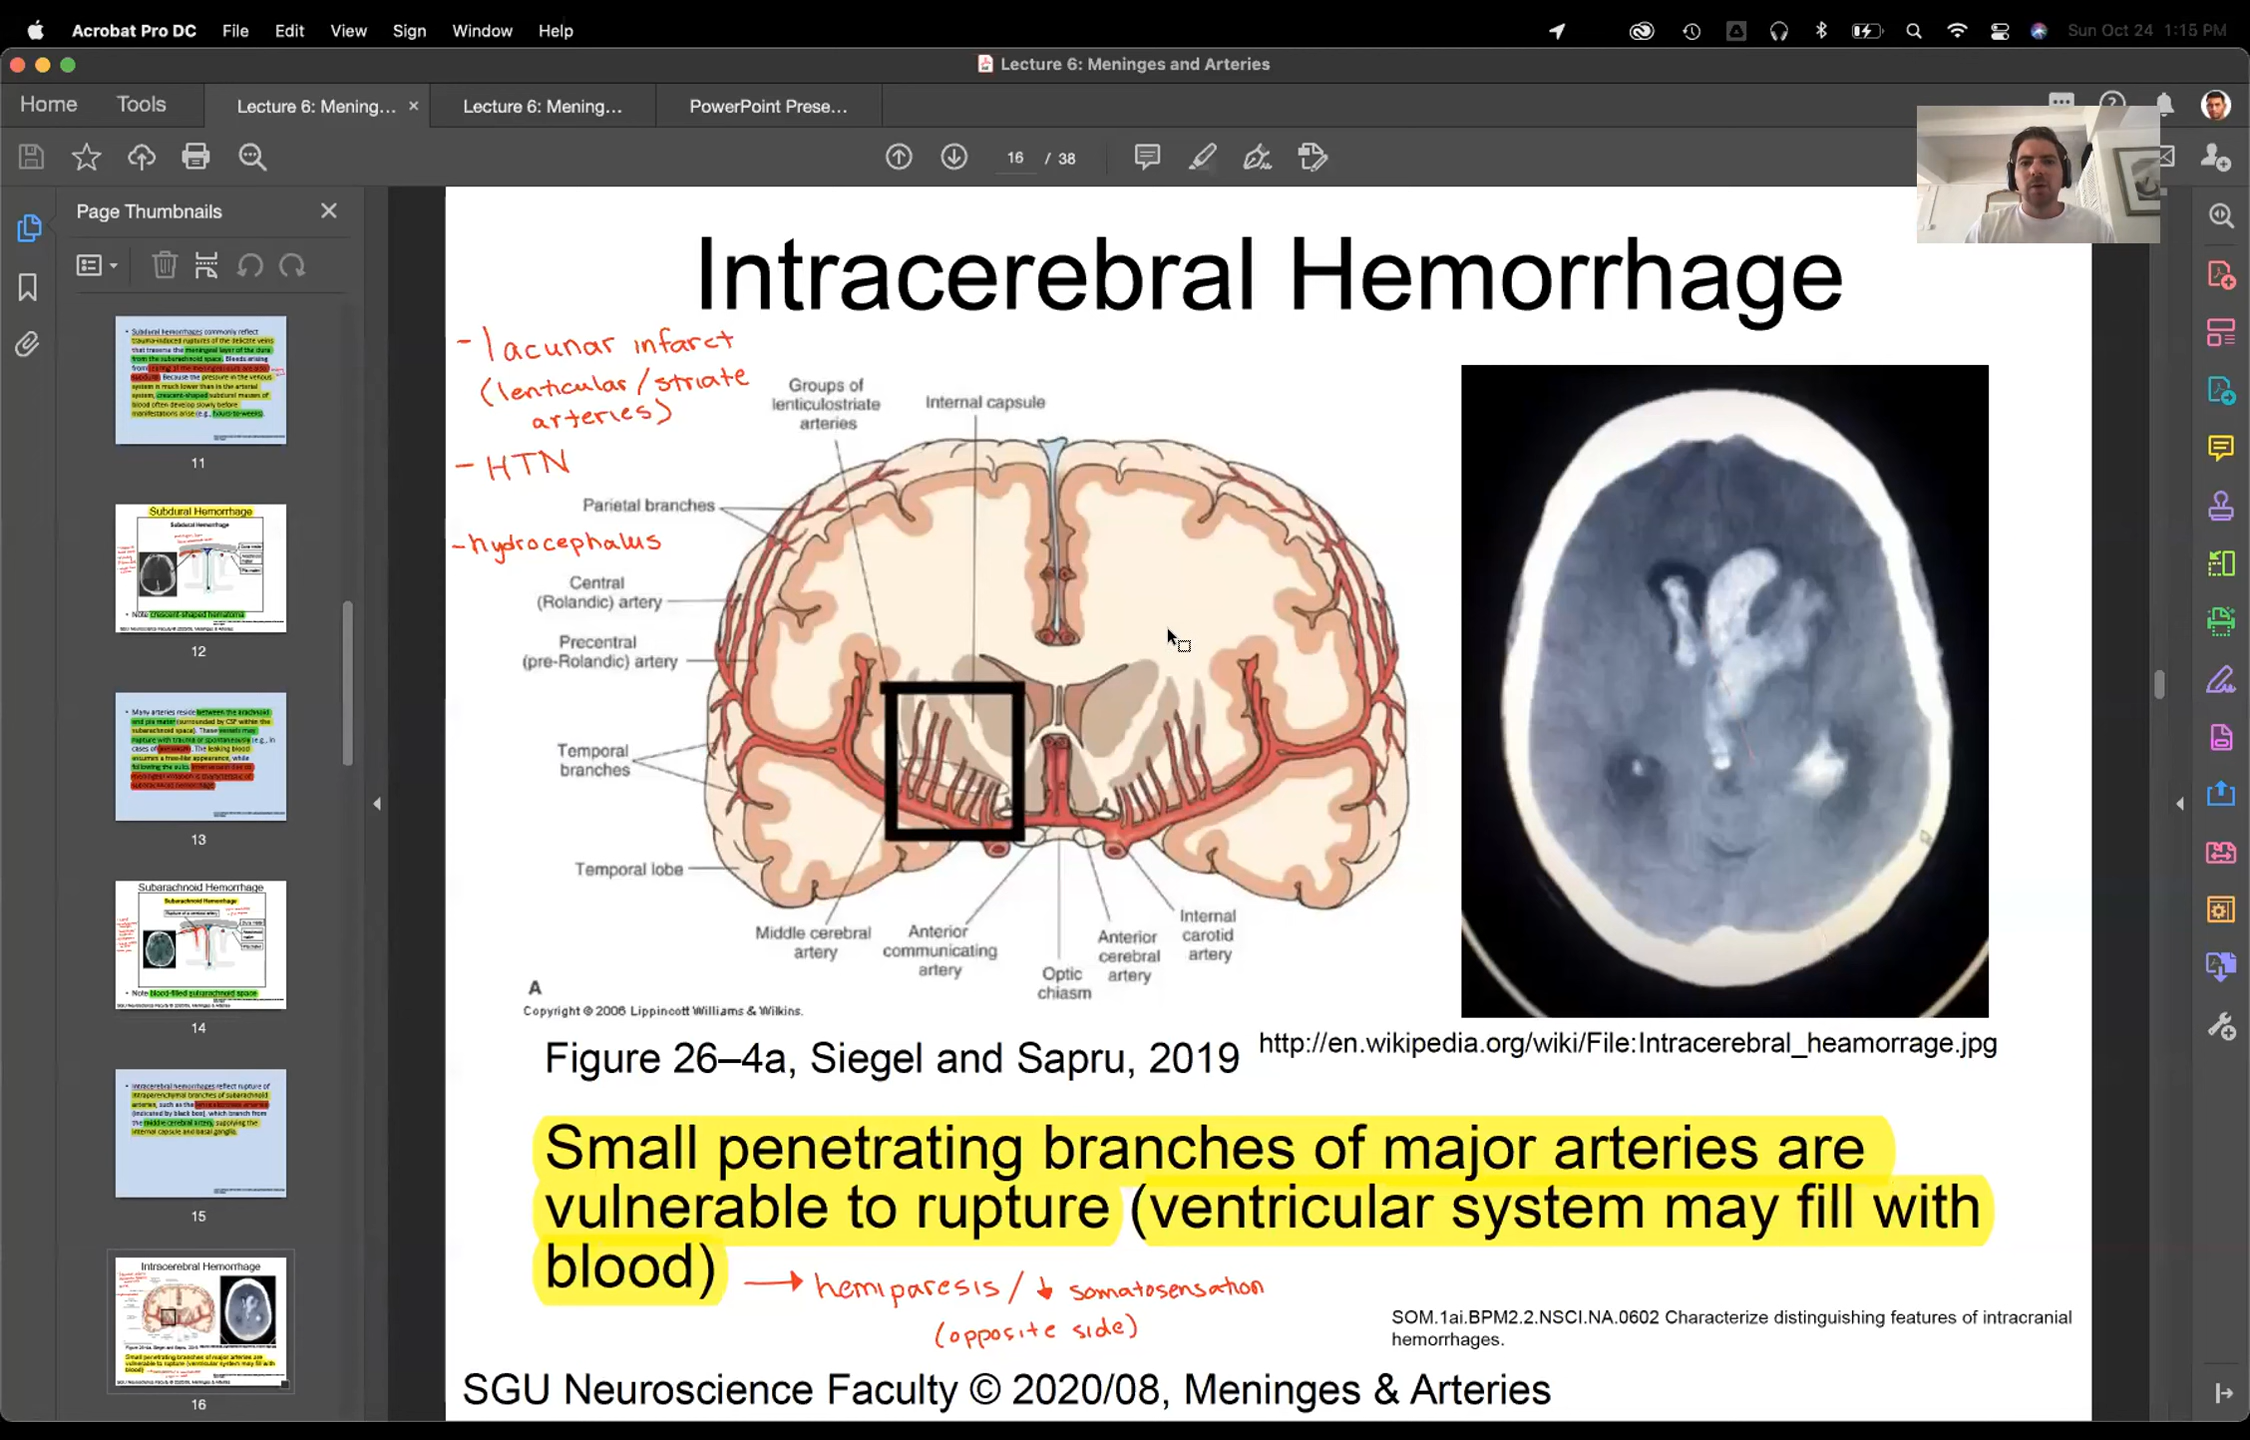 Acrobat Pro DC File Edit View Sign Window Help
Sun Oct 24 1:15 PM
Lecture 6: Meninges and Arteries
Home Tools
Lecture 6: Mening... ×
Lecture 6: Mening...
PowerPoint Prese...
16 / 38
Page Thumbnails
11
Subdural Hemorrhage
12
13
Subarachnoid Hemorrhage
14
15
Intracerebral Hemorrhage
16
Intracerebral Hemorrhage
- lacunar infarct
(lenticular/striate
arteries)
- HTN
- hydrocephalus
Groups of
lenticulostriate
arteries
Internal capsule
Parietal branches
Central
(Rolandic) artery
Precentral
(pre-Rolandic) artery
Temporal
branches
Temporal lobe
Middle cerebral
artery
Anterior
communicating
artery
Optic
chiasm
Anterior
cerebral
artery
Internal
carotid
artery
A
Copyright © 2006 Lippincott Williams & Wilkins.
Figure 26–4a, Siegel and Sapru, 2019
http://en.wikipedia.org/wiki/File:Intracerebral_heamorrage.jpg
Small penetrating branches of major arteries are
vulnerable to rupture (ventricular system may fill with
blood)
→ hemiparesis / ↓ somatosensation
(opposite side)
SOM.1ai.BPM2.2.NSCI.NA.0602 Characterize distinguishing features of intracranial
hemorrhages.
SGU Neuroscience Faculty © 2020/08, Meninges & Arteries